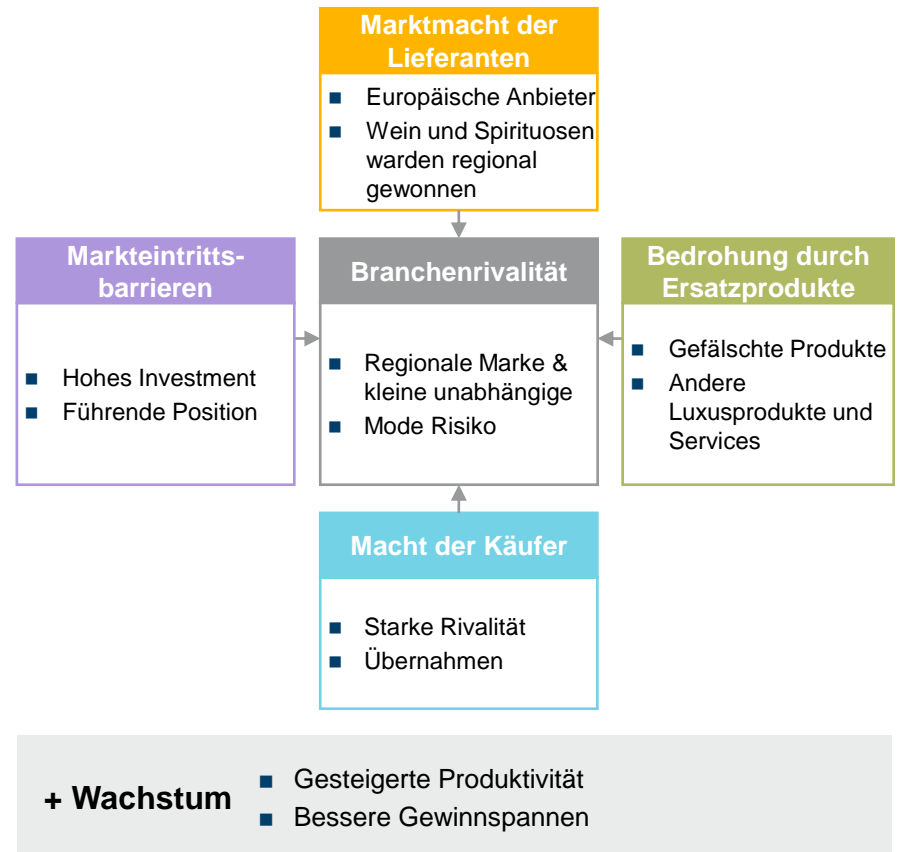 Marktmacht der
Lieferanten
■ Europäische Anbieter
■ Wein und Spirituosen
warden regional
gewonnen
Markteintritts-
barrieren
■ Hohes Investment
■ Führende Position
Branchenrivalität
■ Regionale Marke &
kleine unabhängige
■ Mode Risiko
Bedrohung durch
Ersatzprodukte
■ Gefälschte Produkte
■ Andere
Luxusprodukte und
Services
Macht der Käufer
■ Starke Rivalität
■ Übernahmen
+ Wachstum
■ Gesteigerte Produktivität
■ Bessere Gewinnspannen